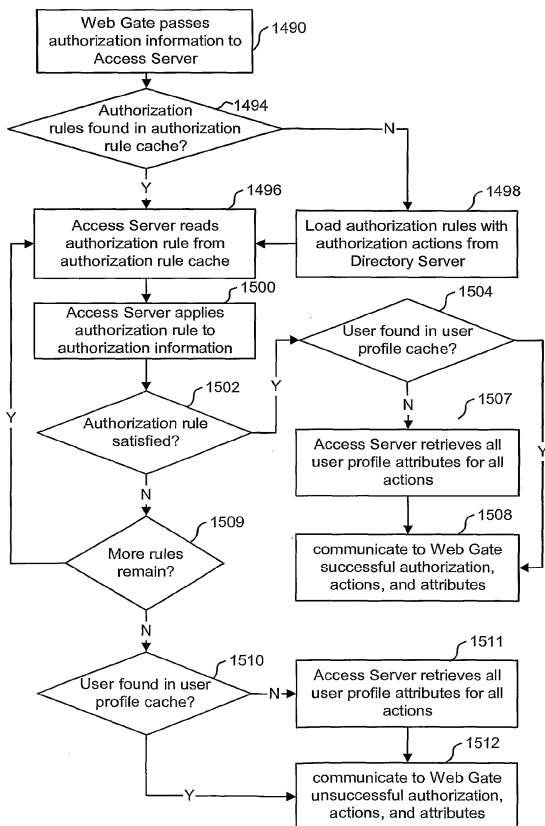 Web Gate passes
authorization information to
Access Server
1490
Authorization
rules found in authorization
rule cache?
1494
N
Y
Access Server reads
authorization rule from
authorization rule cache
1496
Load authorization rules with
authorization actions from
Directory Server
1498
Access Server applies
authorization rule to
authorization information
1500
User found in user
profile cache?
1504
Authorization rule
satisfied?
1502
Y
Y
N
Y
Access Server retrieves all
user profile attributes for all
actions
1507
N
More rules
remain?
1509
communicate to Web Gate
successful authorization,
actions, and attributes
1508
N
User found in user
profile cache?
1510
N
Access Server retrieves all
user profile attributes for all
actions
1511
Y
communicate to Web Gate
unsuccessful authorization,
actions, and attributes
1512